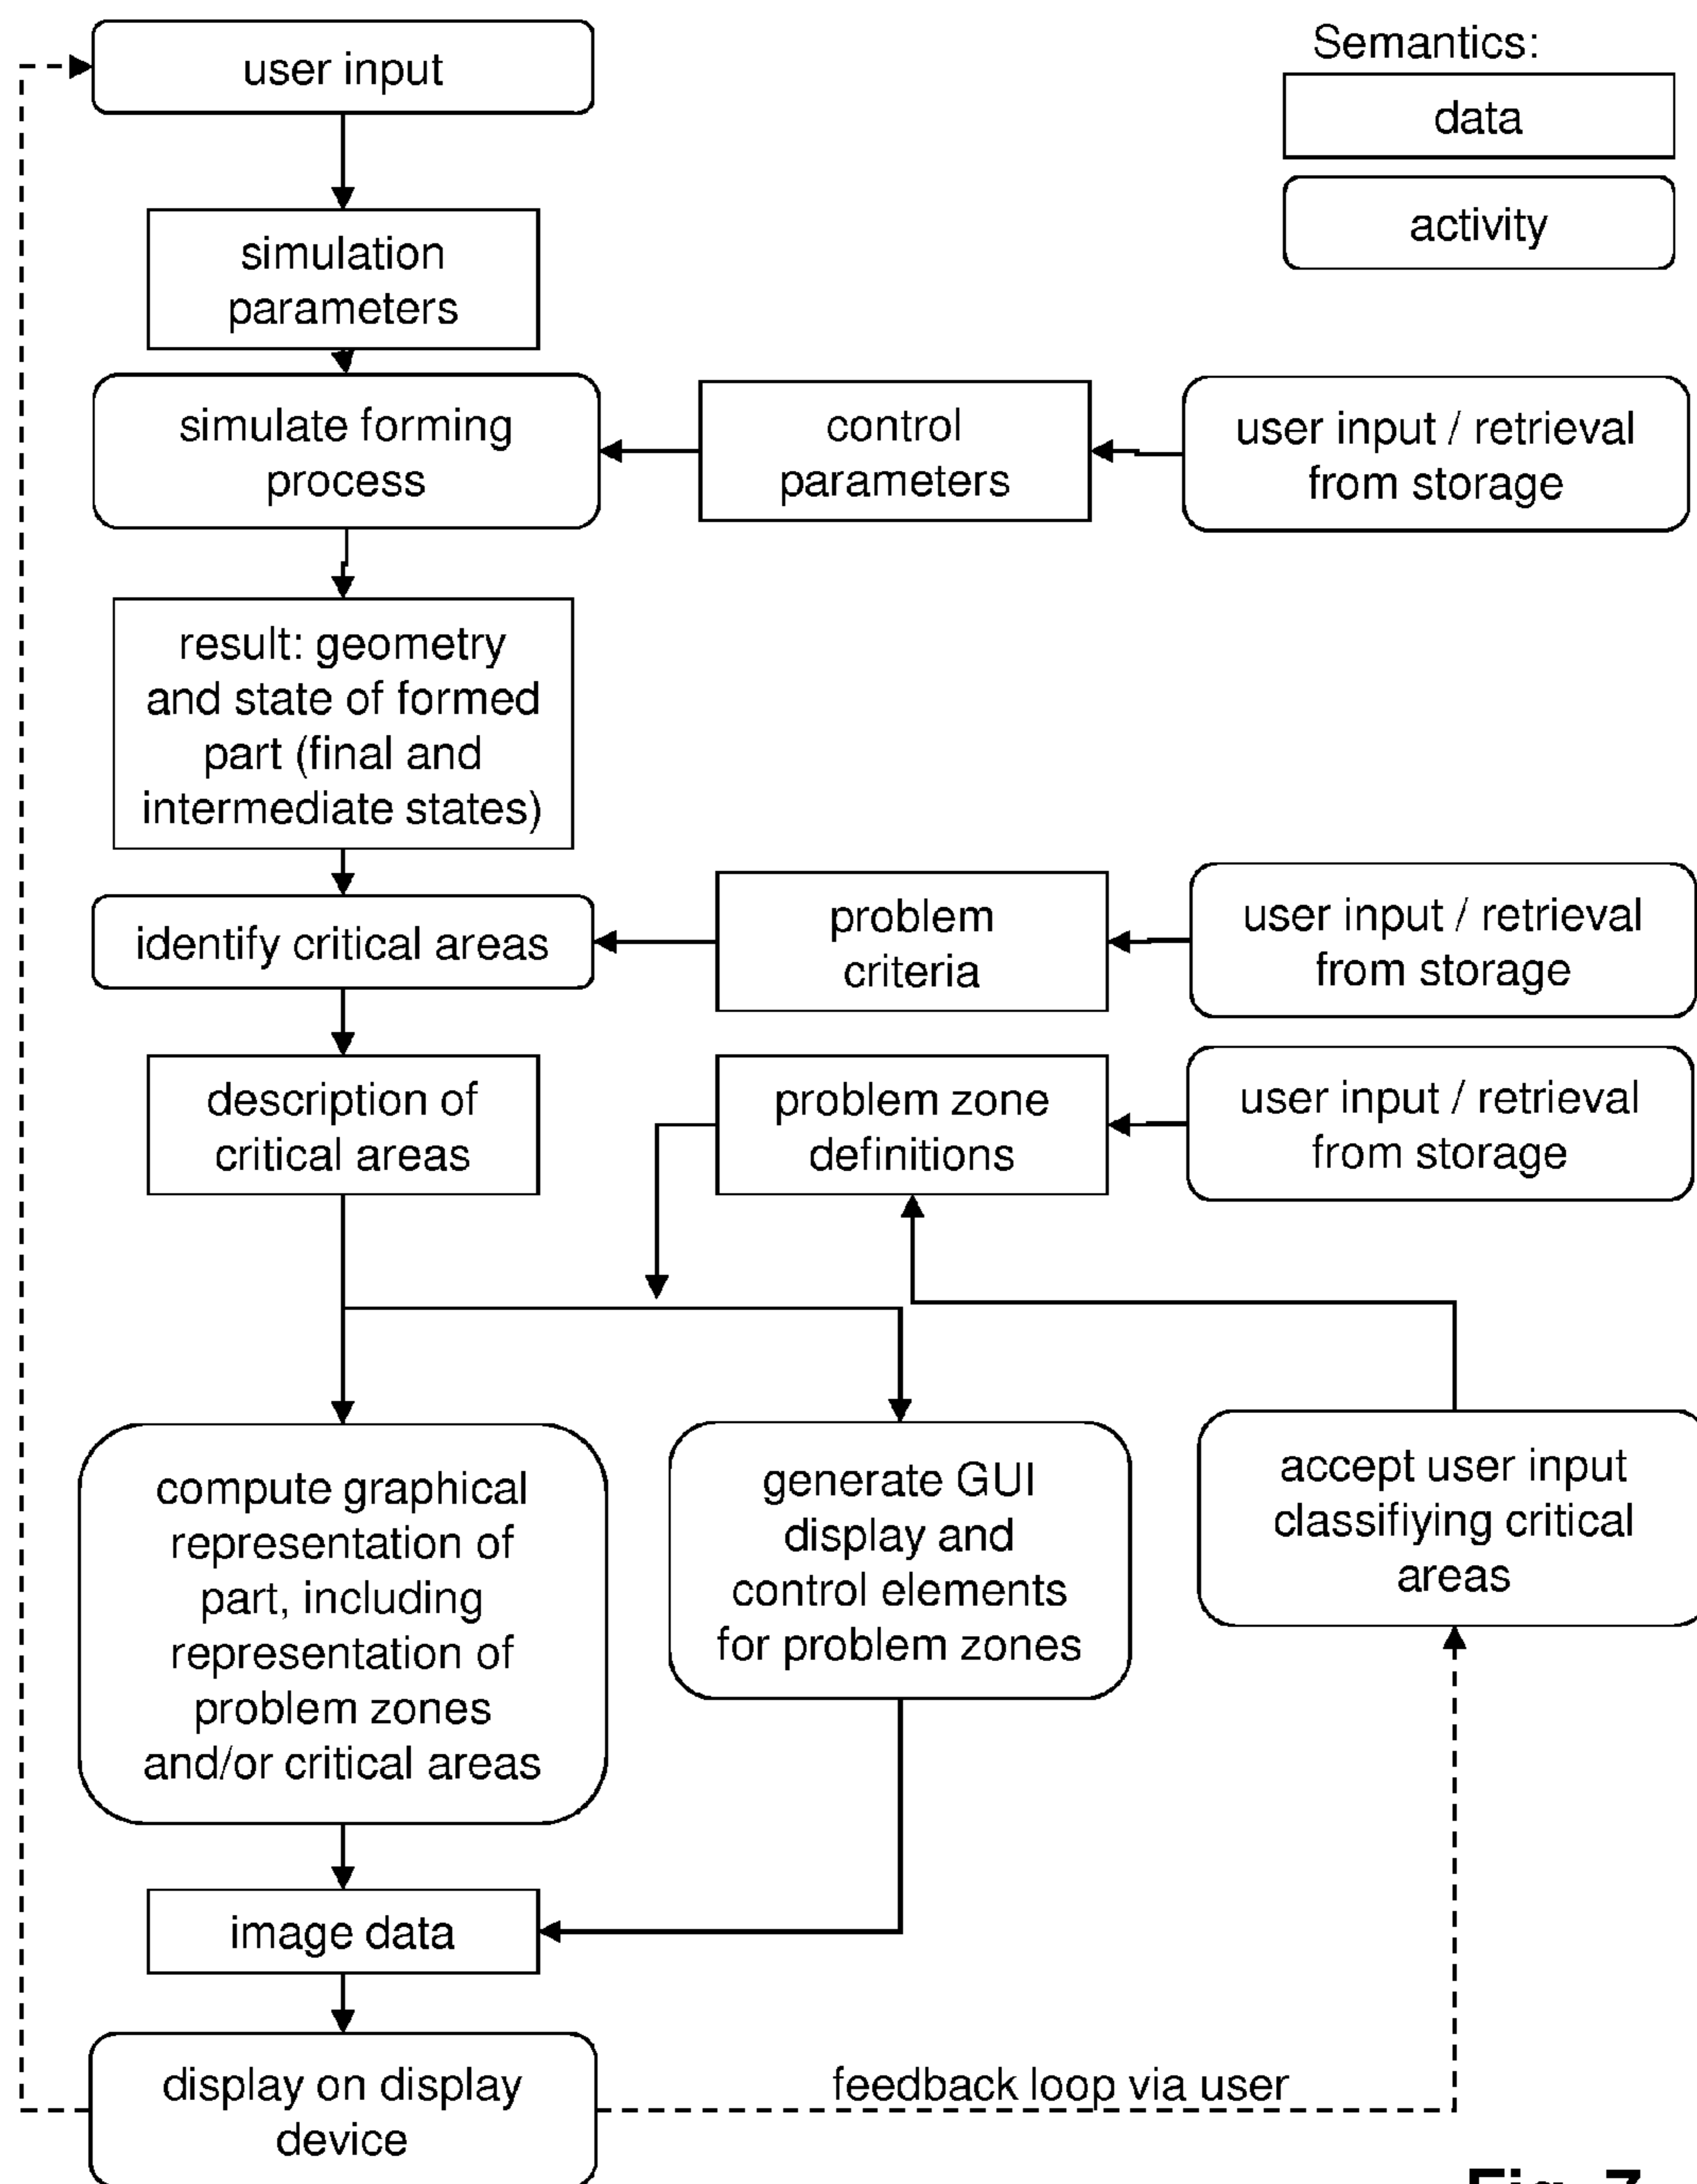 user input
Semantics:
data
activity
simulation
parameters
simulate forming
process
control
parameters
user input / retrieval
from storage
result: geometry
and state of formed
part (final and
intermediate states)
identify critical areas
problem
criteria
user input / retrieval
from storage
description of
critical areas
problem zone
definitions
user input / retrieval
from storage
compute graphical
representation of
part, including
representation of
problem zones
and/or critical areas
generate GUI
display and
control elements
for problem zones
accept user input
classifiying critical
areas
image data
display on display
device
feedback loop via user
Fig. 7